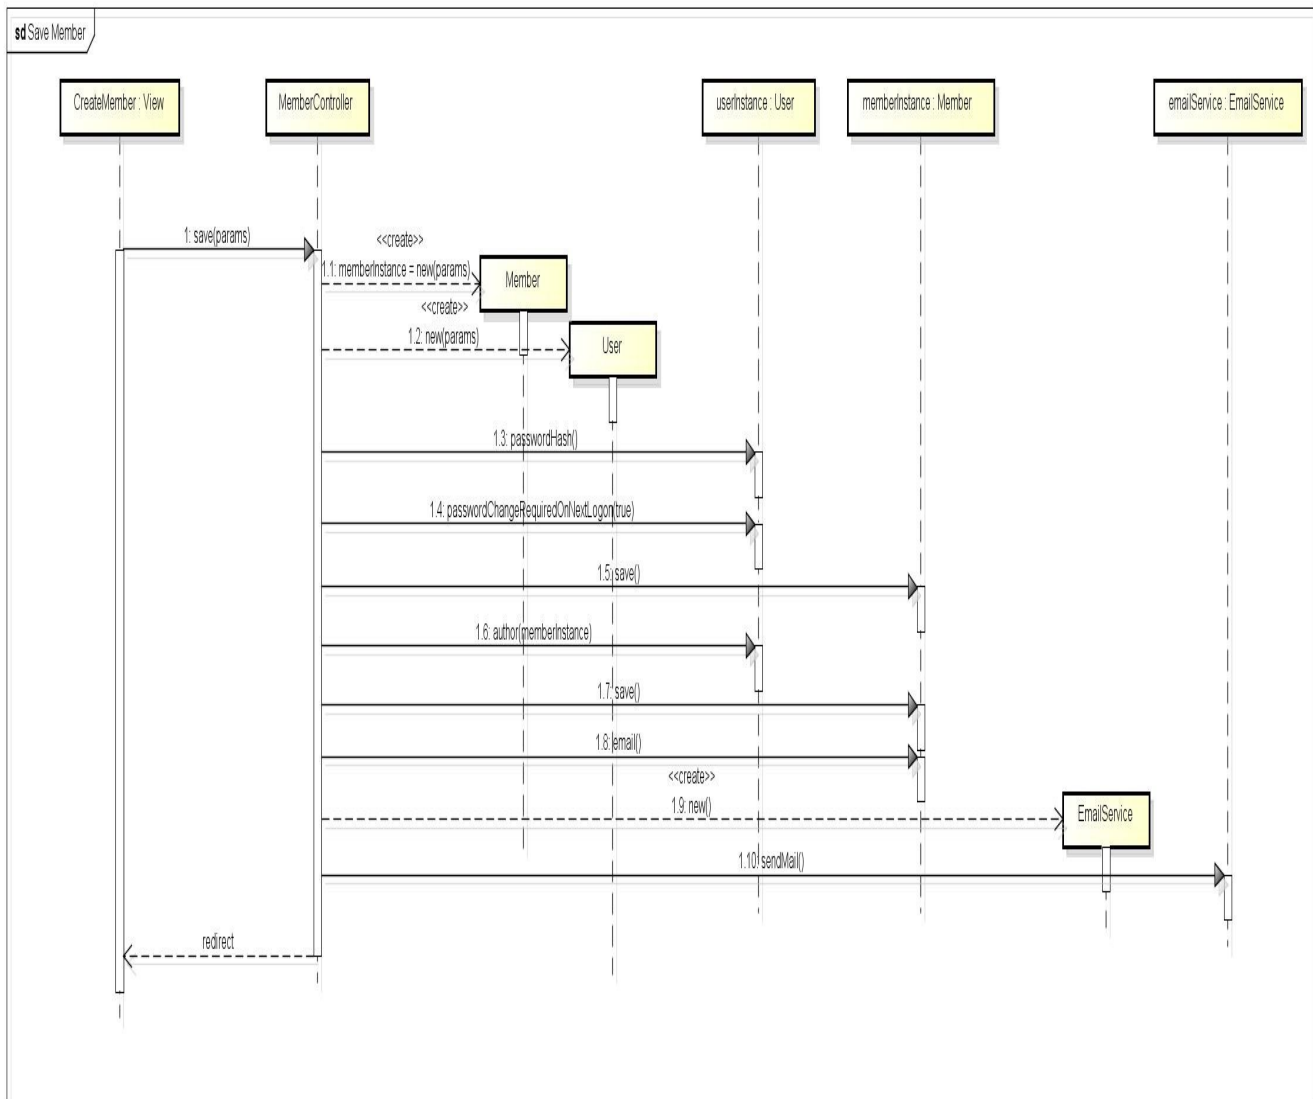 sd Save Member
CreateMember : View
MemberController
userInstance : User
memberInstance : Member
emailService : EmailService
1: save(params)
<<create>>
1.1: memberInstance = new(params)
Member
<<create>>
1.2: new(params)
User
1.3: passwordHash()
1.4: passwordChangeRequiredOnNextLogon(true)
1.5: save()
1.6: author(memberInstance)
1.7: save()
1.8: email()
<<create>>
1.9: new()
EmailService
1.10: sendMail()
redirect